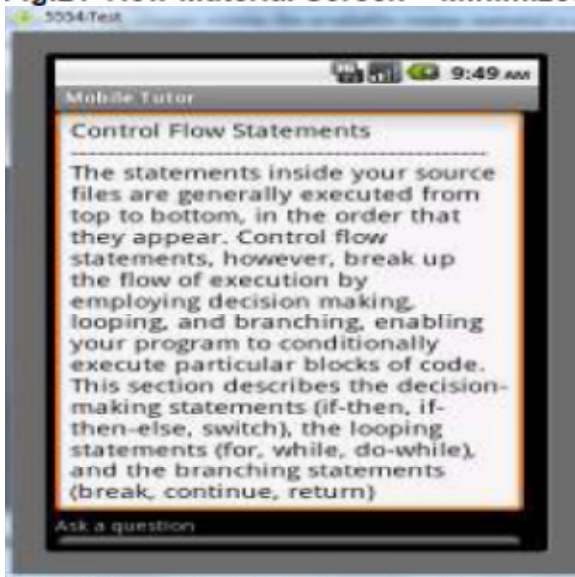 View Material Screen
5554:Test
9:49 AM
Mobile Tutor
Control Flow Statements
------------------------------------------------
The statements inside your source
files are generally executed from
top to bottom, in the order that
they appear. Control flow
statements, however, break up
the flow of execution by
employing decision making,
looping, and branching, enabling
your program to conditionally
execute particular blocks of code.
This section describes the decision-
making statements (if-then, if-
then-else, switch), the looping
statements (for, while, do-while),
and the branching statements
(break, continue, return)
Ask a question